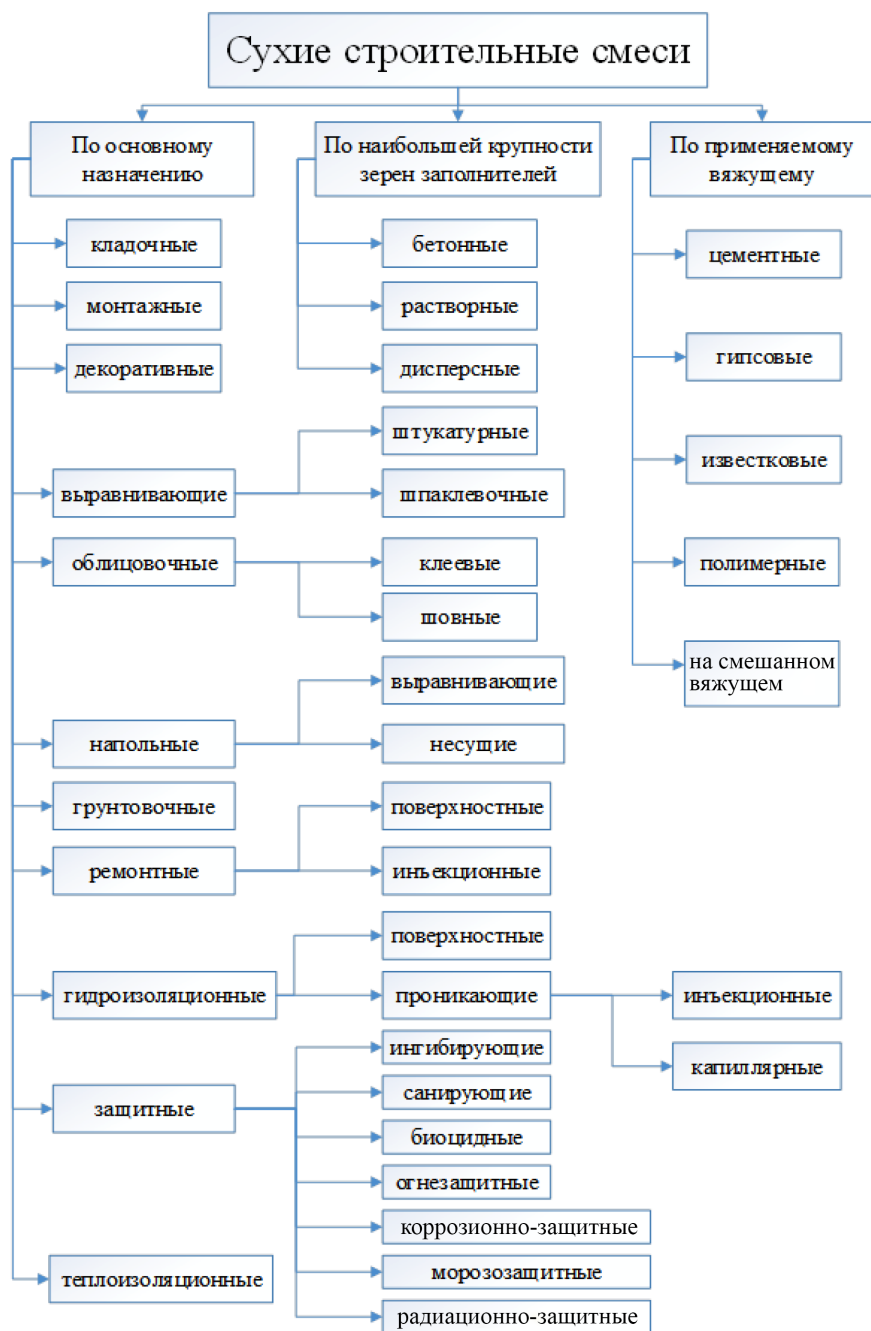 Сухие строительные смеси
По основному
назначению
По наибольшей крупности
зерен заполнителей
По применяемому
вяжущему
кладочные
монтажные
декоративные
бетонные
растворные
дисперсные
цементные
гипсовые
известковые
полимерные
на смешанном
вяжущем
выравнивающие
штукатурные
шпаклевочные
облицовочные
клеевые
шовные
напольные
выравнивающие
несущие
грунтовочные
ремонтные
поверхностные
инъекционные
гидроизоляционные
поверхностные
проникающие
инъекционные
капиллярные
защитные
ингибирующие
санирующие
биоцидные
огнезащитные
коррозионно-защитные
морозозащитные
радиационно-защитные
теплоизоляционные